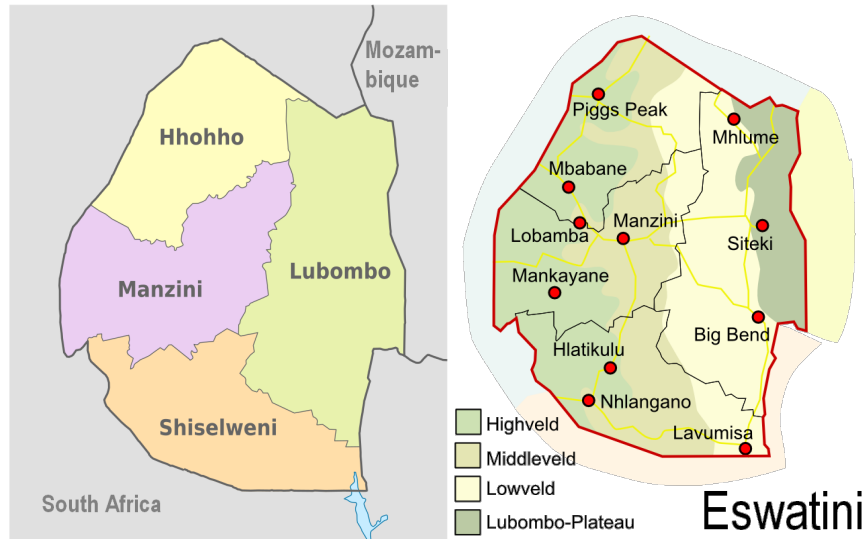 Mozam-
bique
Hhohho
Manzini
Lubombo
Shiselweni
South Africa
Piggs Peak
Mhlume
Mbabane
Lobamba
Manzini
Siteki
Mankayane
Big Bend
Hlatikulu
Nhlangano
Lavumisa
Highveld
Middleveld
Lowveld
Lubombo-Plateau
Eswatini